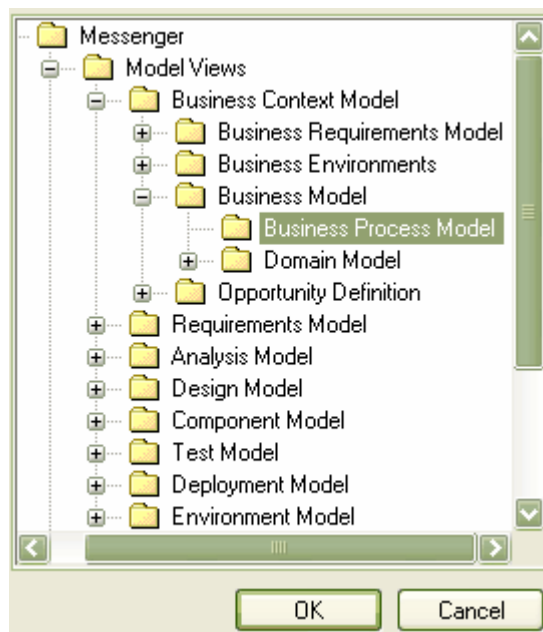 Messenger
Model Views
Business Context Model
Business Requirements Model
Business Environments
Business Model
Business Process Model
Domain Model
Opportunity Definition
Requirements Model
Analysis Model
Design Model
Component Model
Test Model
Deployment Model
Environment Model
OK Cancel